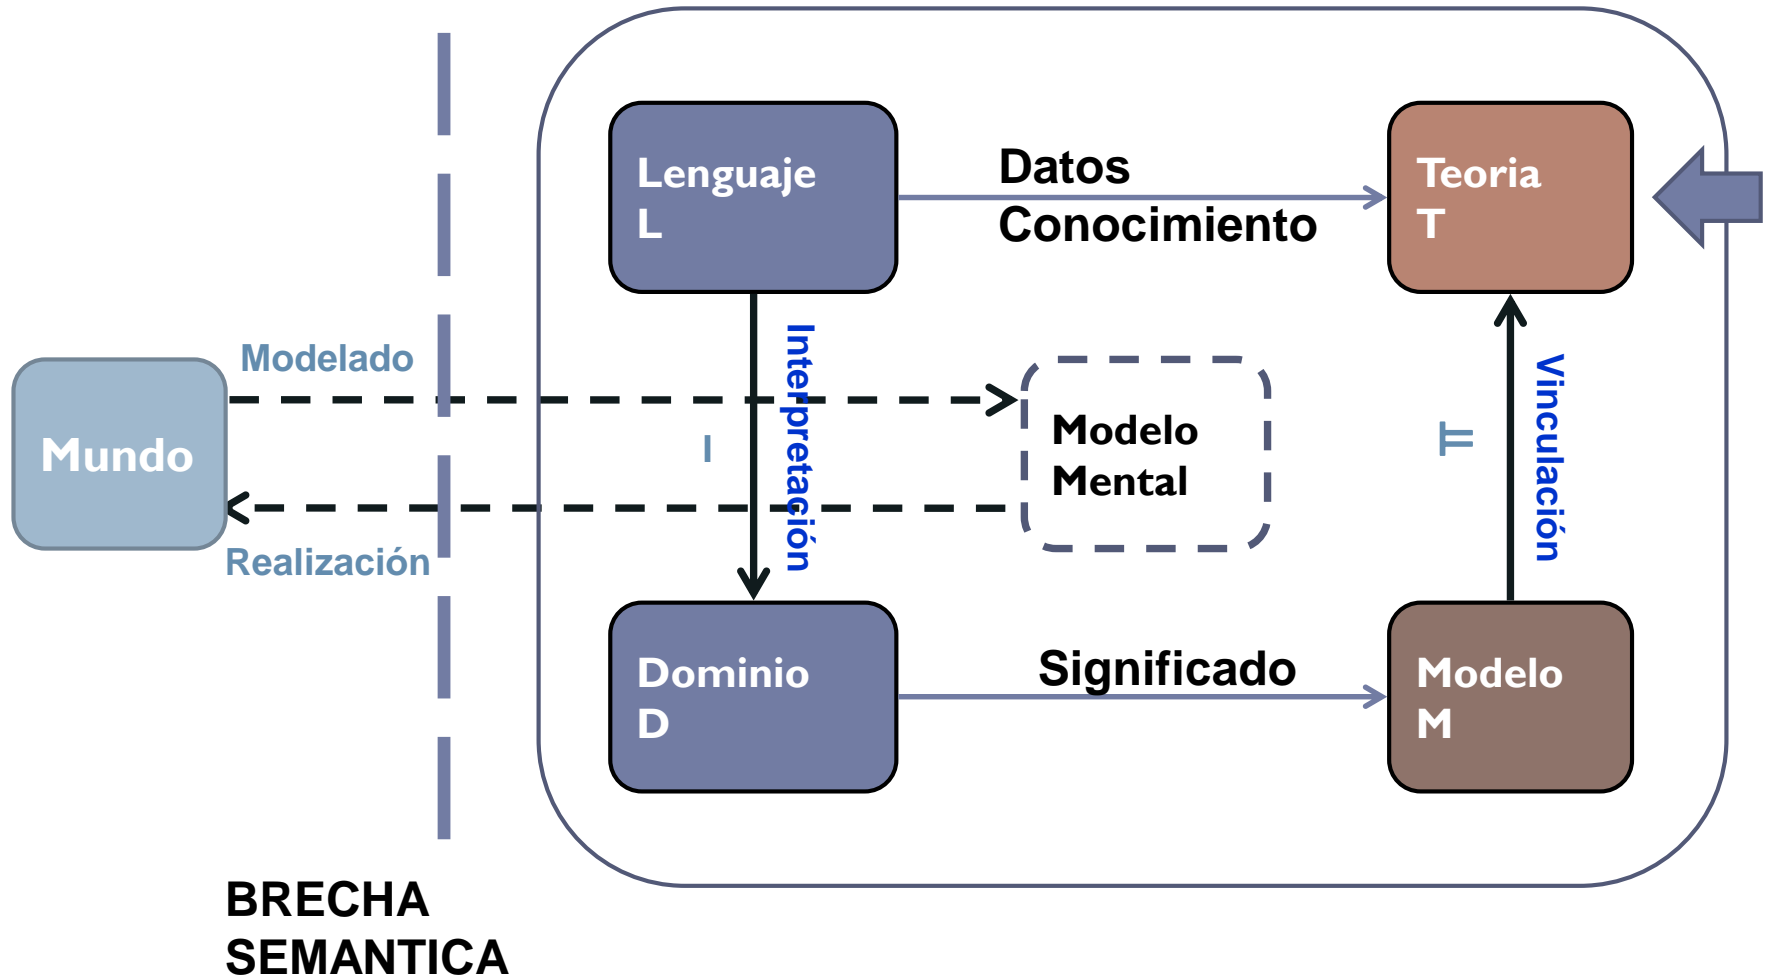 Lenguaje
L
Datos
Conocimiento
Teoria
T
Modelado
Mundo
Realización
I
Interpretación
Modelo
Mental
⊨
Vinculación
Dominio
D
Significado
Modelo
M
BRECHA
SEMANTICA